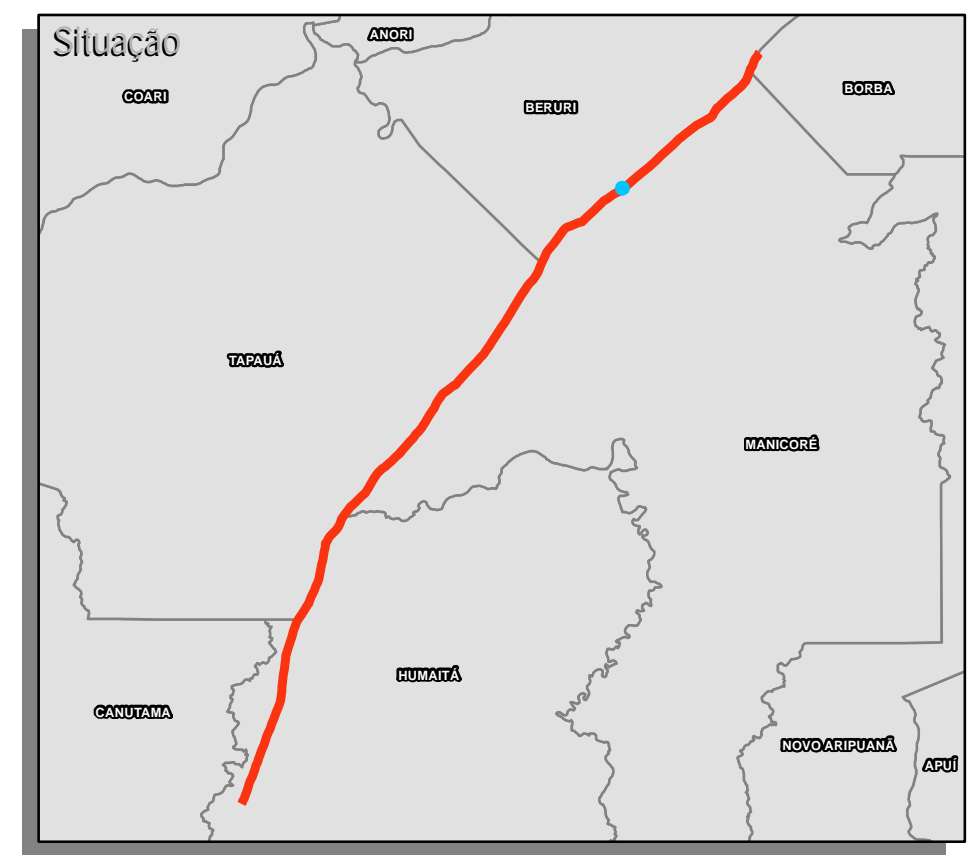 Situação
ANORI
COARI
BORBA
BERURI
TAPAUÁ
MANICORÉ
HUMAITÁ
CANUTAMA
NOVO ARIPUANÃ
APUÍ